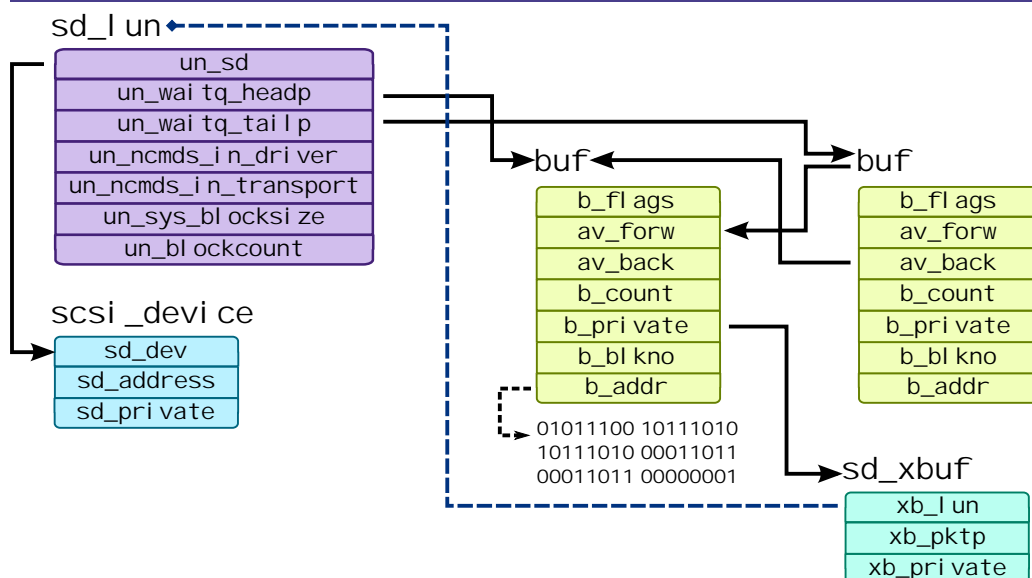 sd_lun
un_sd
un_waitq_headp
un_waitq_tailp
un_ncmds_in_driver
un_ncmds_in_transport
un_sys_blocksize
un_blockcount
scsi_device
sd_dev
sd_address
sd_private
buf
b_flags
av_forw
av_back
b_count
b_private
b_blkno
b_addr
01011100 10111010
10111010 00011011
00011011 00000001
buf
b_flags
av_forw
av_back
b_count
b_private
b_blkno
b_addr
sd_xbuf
xb_lun
xb_pktp
xb_private